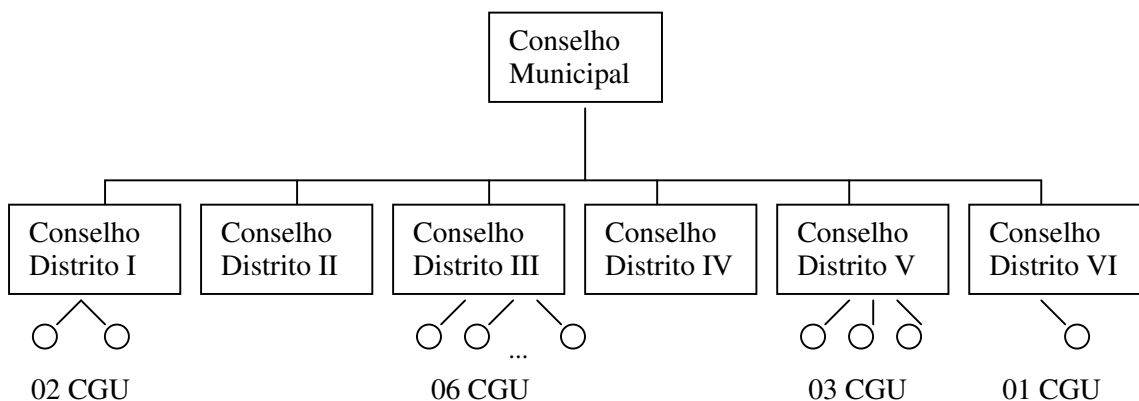 Conselho
Municipal
Conselho
Distrito I
Conselho
Distrito II
Conselho
Distrito III
Conselho
Distrito IV
Conselho
Distrito V
Conselho
Distrito VI
...
02 CGU
06 CGU
03 CGU
01 CGU